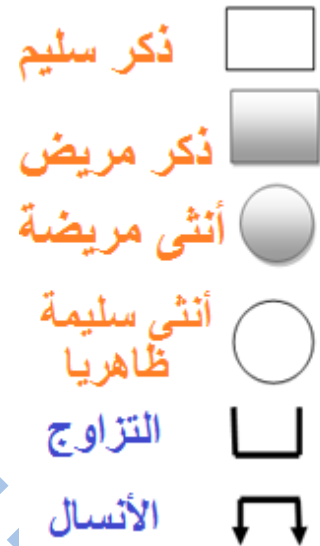 ذكر سليم
ذكر مريض
أنثى مريضة
أنثى سليمة
ظاهريا
التزاوج
الأنسال